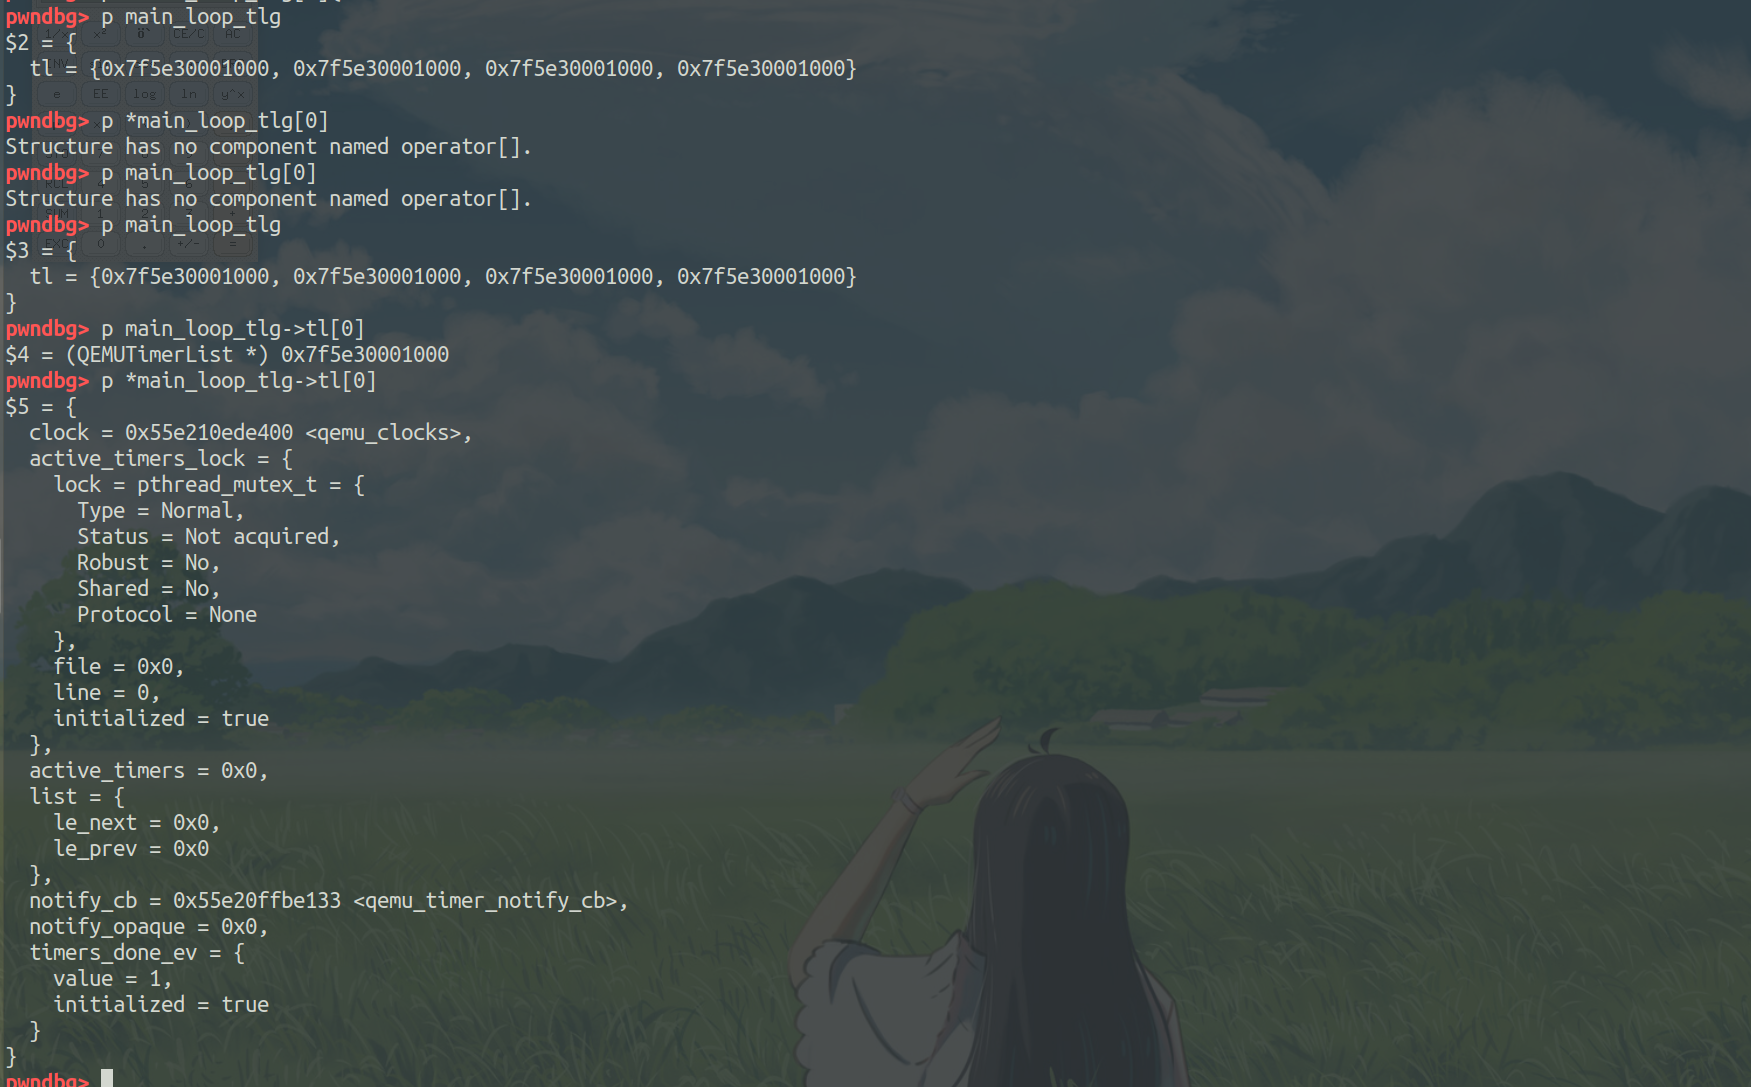 pwndbg> p main_loop_tlg
$2 = {
  tl = {0x7f5e30001000, 0x7f5e30001000, 0x7f5e30001000, 0x7f5e30001000}
}
pwndbg> p *main_loop_tlg[0]
Structure has no component named operator[].
pwndbg> p main_loop_tlg[0]
Structure has no component named operator[].
pwndbg> p main_loop_tlg
$3 = {
  tl = {0x7f5e30001000, 0x7f5e30001000, 0x7f5e30001000, 0x7f5e30001000}
}
pwndbg> p main_loop_tlg->tl[0]
$4 = (QEMUTimerList *) 0x7f5e30001000
pwndbg> p *main_loop_tlg->tl[0]
$5 = {
  clock = 0x55e210ede400 <qemu_clocks>,
  active_timers_lock = {
    lock = pthread_mutex_t = {
      Type = Normal,
      Status = Not acquired,
      Robust = No,
      Shared = No,
      Protocol = None
    },
    file = 0x0,
    line = 0,
    initialized = true
  },
  active_timers = 0x0,
  list = {
    le_next = 0x0,
    le_prev = 0x0
  },
  notify_cb = 0x55e20ffbe133 <qemu_timer_notify_cb>,
  notify_opaque = 0x0,
  timers_done_ev = {
    value = 1,
    initialized = true
  }
}
pwndbg>